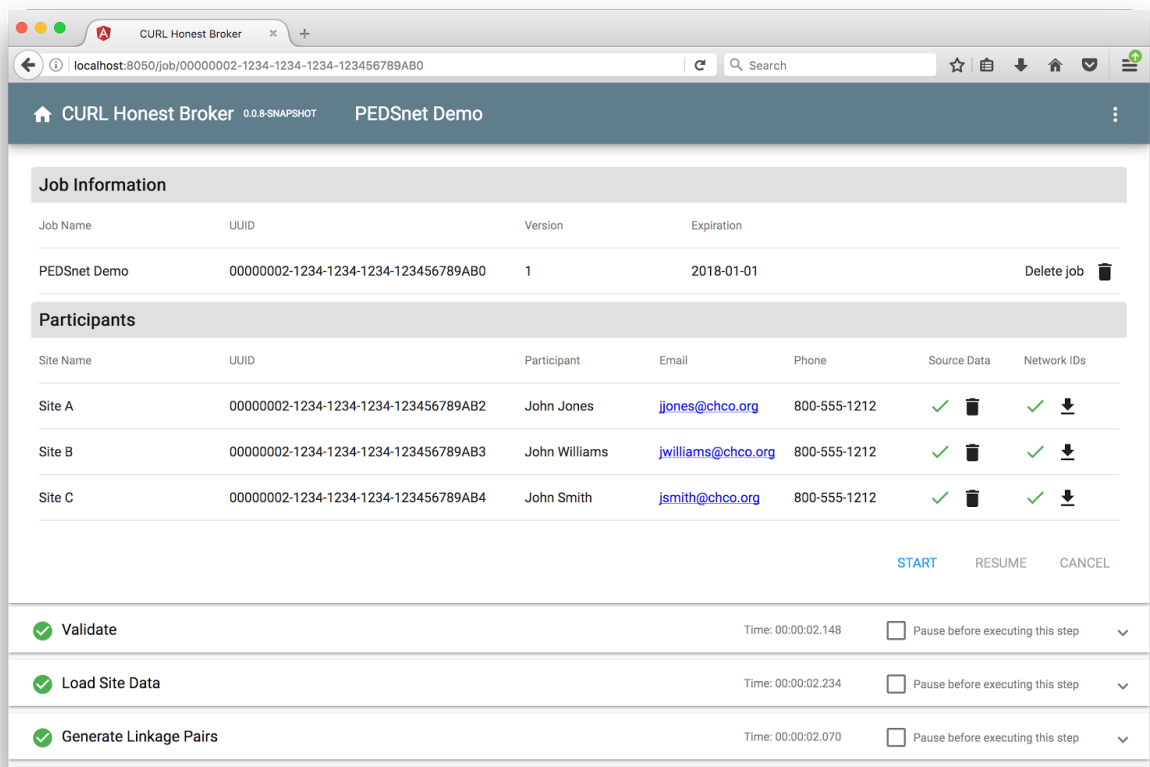 CURL Honest Broker
localhost:8050/job/00000002-1234-1234-1234-123456789AB0 Search
CURL Honest Broker 0.0.8-SNAPSHOT PEDSnet Demo
Job Information
Job Name UUID Version Expiration
PEDSnet Demo 00000002-1234-1234-1234-123456789AB0 1 2018-01-01 Delete job
Participants
Site Name UUID Participant Email Phone Source Data Network IDs
Site A 00000002-1234-1234-1234-123456789AB2 John Jones jjones@chco.org 800-555-1212
Site B 00000002-1234-1234-1234-123456789AB3 John Williams jwilliams@chco.org 800-555-1212
Site C 00000002-1234-1234-1234-123456789AB4 John Smith jsmith@chco.org 800-555-1212
START RESUME CANCEL
Validate Time: 00:00:02.148 Pause before executing this step
Load Site Data Time: 00:00:02.234 Pause before executing this step
Generate Linkage Pairs Time: 00:00:02.070 Pause before executing this step